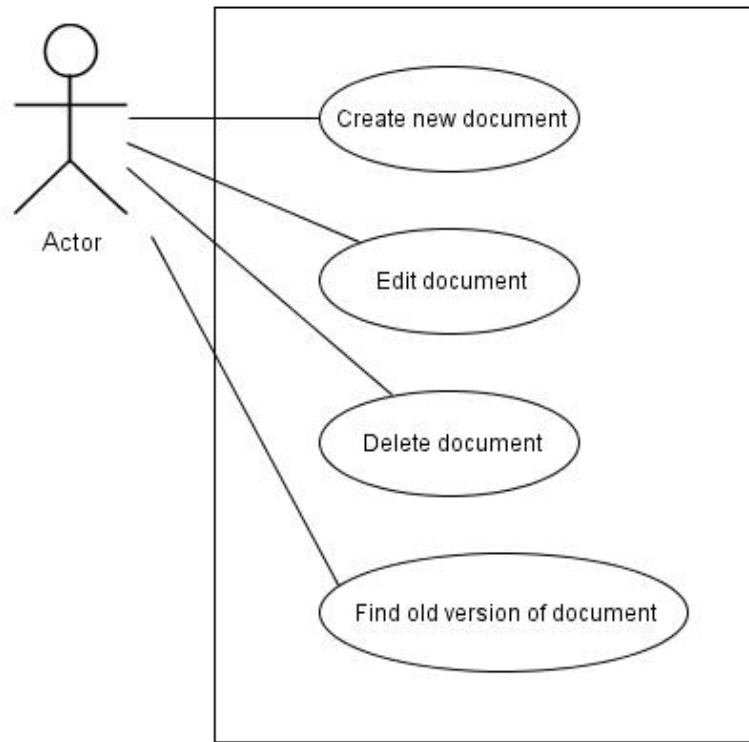 Create new document
Actor
Edit document
Delete document
Find old version of document